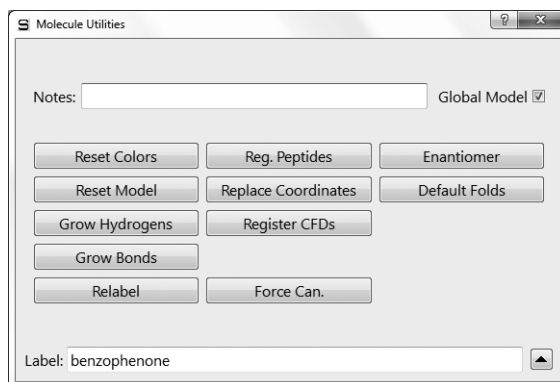 S Molecule Utilities ? x
Notes: Global Model
Reset Colors Reg. Peptides Enantiomer
Reset Model Replace Coordinates Default Folds
Grow Hydrogens Register CFDs
Grow Bonds
Relabel Force Can.
Label: benzophenone